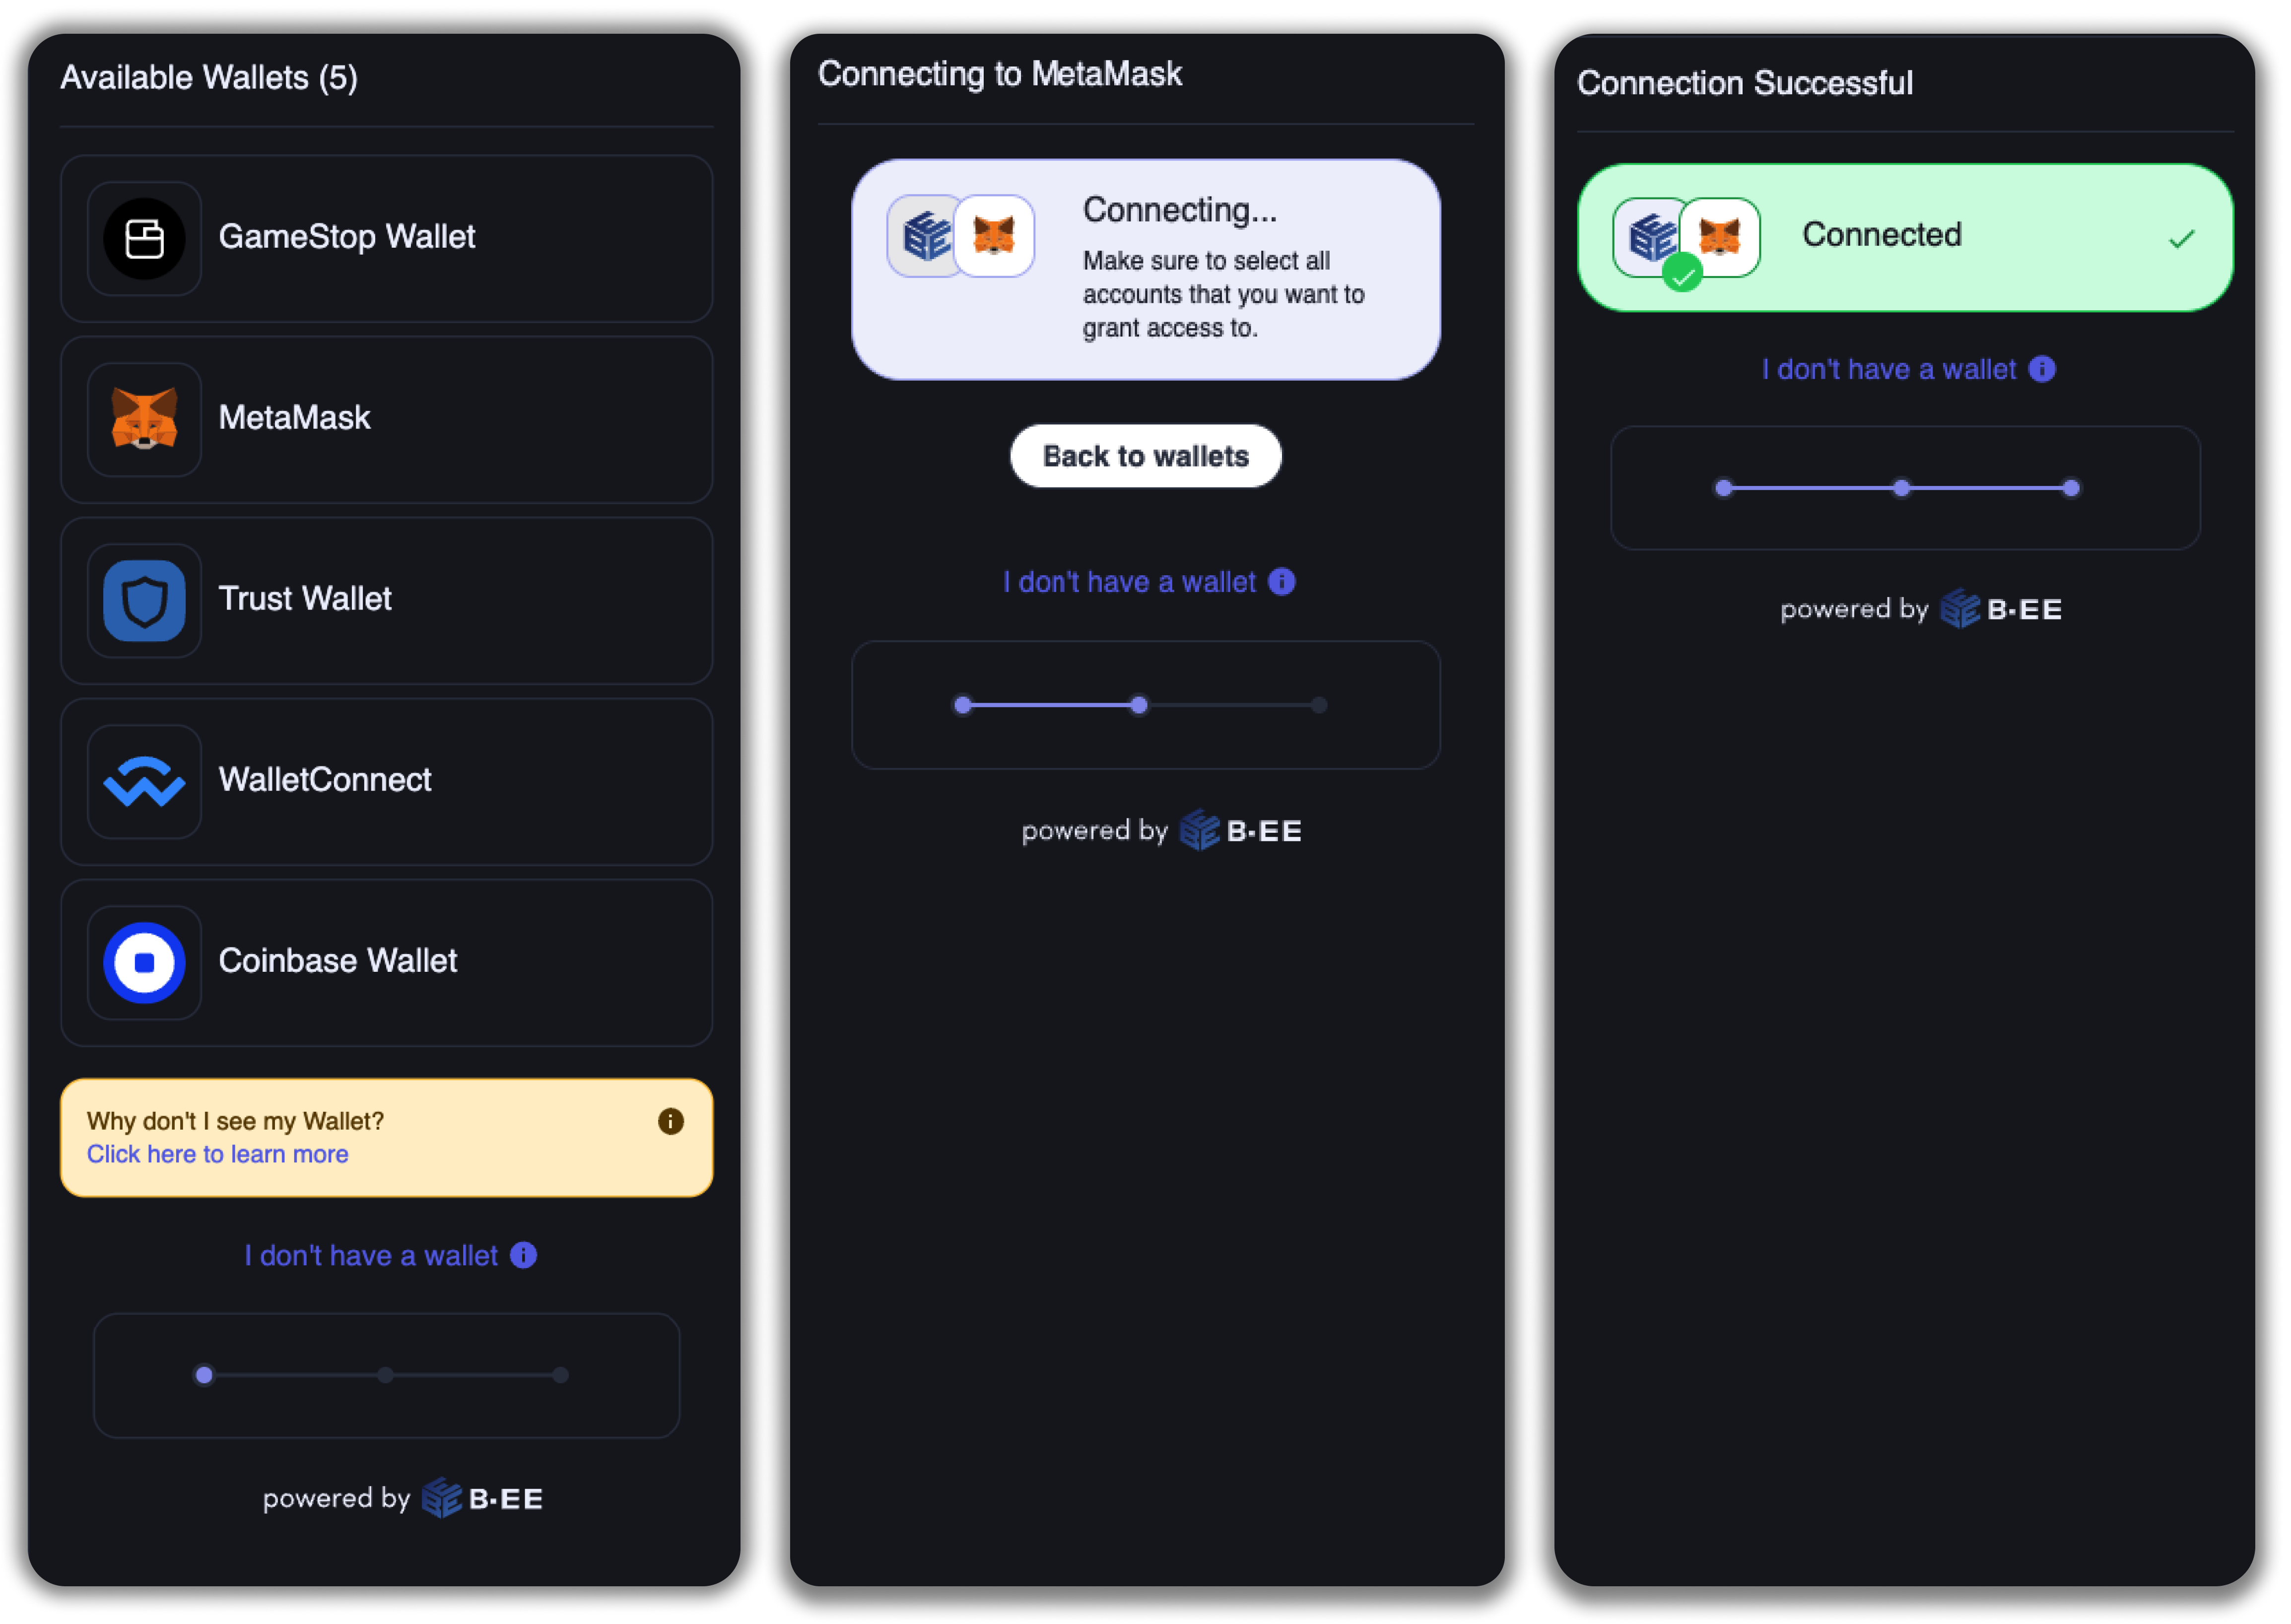 Available Wallets (5)
GameStop Wallet
MetaMask
Trust Wallet
WalletConnect
Coinbase Wallet
Why don't I see my Wallet?
Click here to learn more
I don't have a wallet
powered by B-EE
Connecting to MetaMask
Connecting...
Make sure to select all
accounts that you want to
grant access to.
Back to wallets
I don't have a wallet
powered by B-EE
Connection Successful
Connected
I don't have a wallet
powered by B-EE